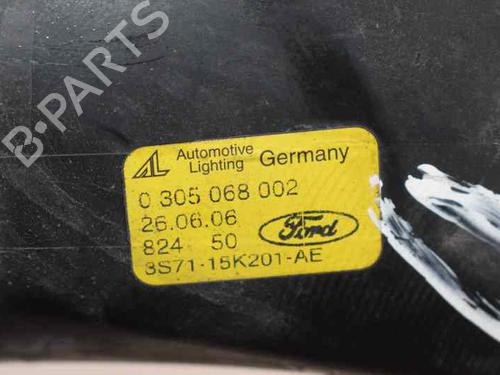 B-PARTS
AL Automotive Lighting Germany
0 305 068 002
26.06.06
824 50 Ford
3S71-15K201-AE